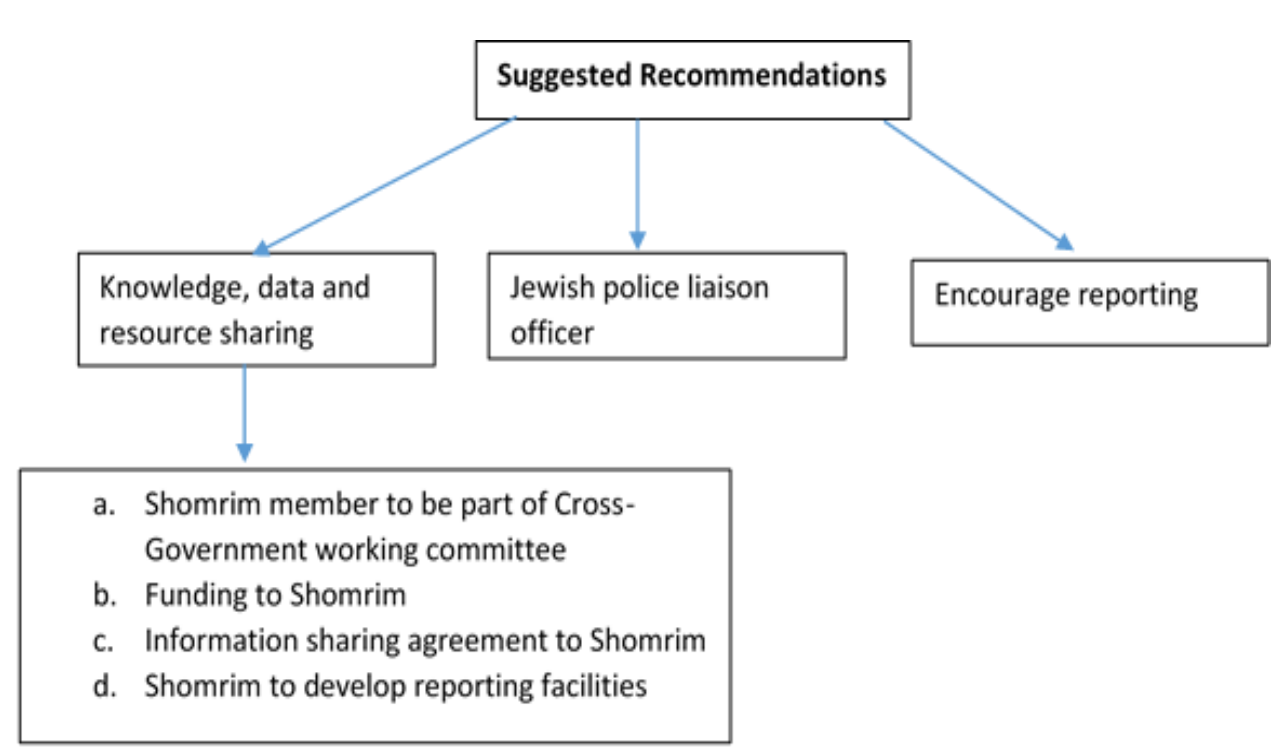 Suggested Recommendations
Knowledge, data and
resource sharing
Jewish police liaison
officer
Encourage reporting
a. Shomrim member to be part of Cross-
Government working committee
b. Funding to Shomrim
c. Information sharing agreement to Shomrim
d. Shomrim to develop reporting facilities